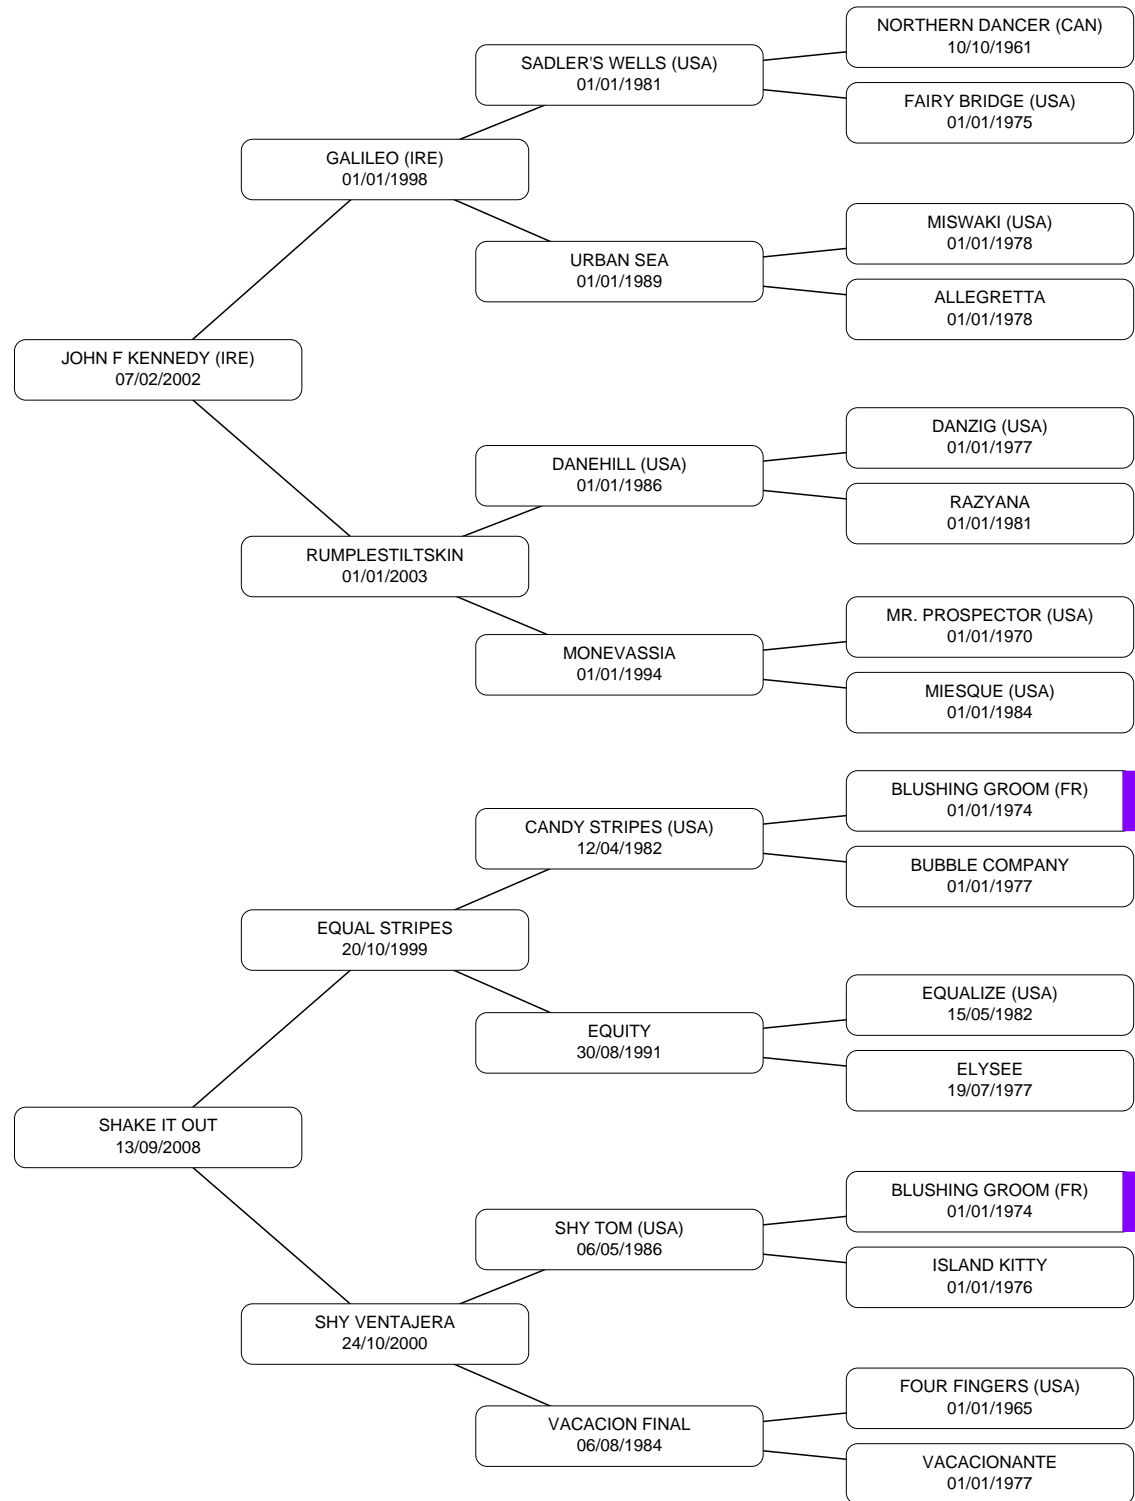 NORTHERN DANCER (CAN)
10/10/1961
SADLER'S WELLS (USA)
01/01/1981
FAIRY BRIDGE (USA)
01/01/1975
GALILEO (IRE)
01/01/1998
MISWAKI (USA)
01/01/1978
URBAN SEA
01/01/1989
ALLEGRETTA
01/01/1978
JOHN F KENNEDY (IRE)
07/02/2002
DANZIG (USA)
01/01/1977
DANEHILL (USA)
01/01/1986
RAZYANA
01/01/1981
RUMPLESTILTSKIN
01/01/2003
MR. PROSPECTOR (USA)
01/01/1970
MONEVASSIA
01/01/1994
MIESQUE (USA)
01/01/1984
BLUSHING GROOM (FR)
01/01/1974
CANDY STRIPES (USA)
12/04/1982
BUBBLE COMPANY
01/01/1977
EQUAL STRIPES
20/10/1999
EQUALIZE (USA)
15/05/1982
EQUITY
30/08/1991
ELYSEE
19/07/1977
SHAKE IT OUT
13/09/2008
BLUSHING GROOM (FR)
01/01/1974
SHY TOM (USA)
06/05/1986
ISLAND KITTY
01/01/1976
SHY VENTAJERA
24/10/2000
FOUR FINGERS (USA)
01/01/1965
VACACION FINAL
06/08/1984
VACACIONANTE
01/01/1977